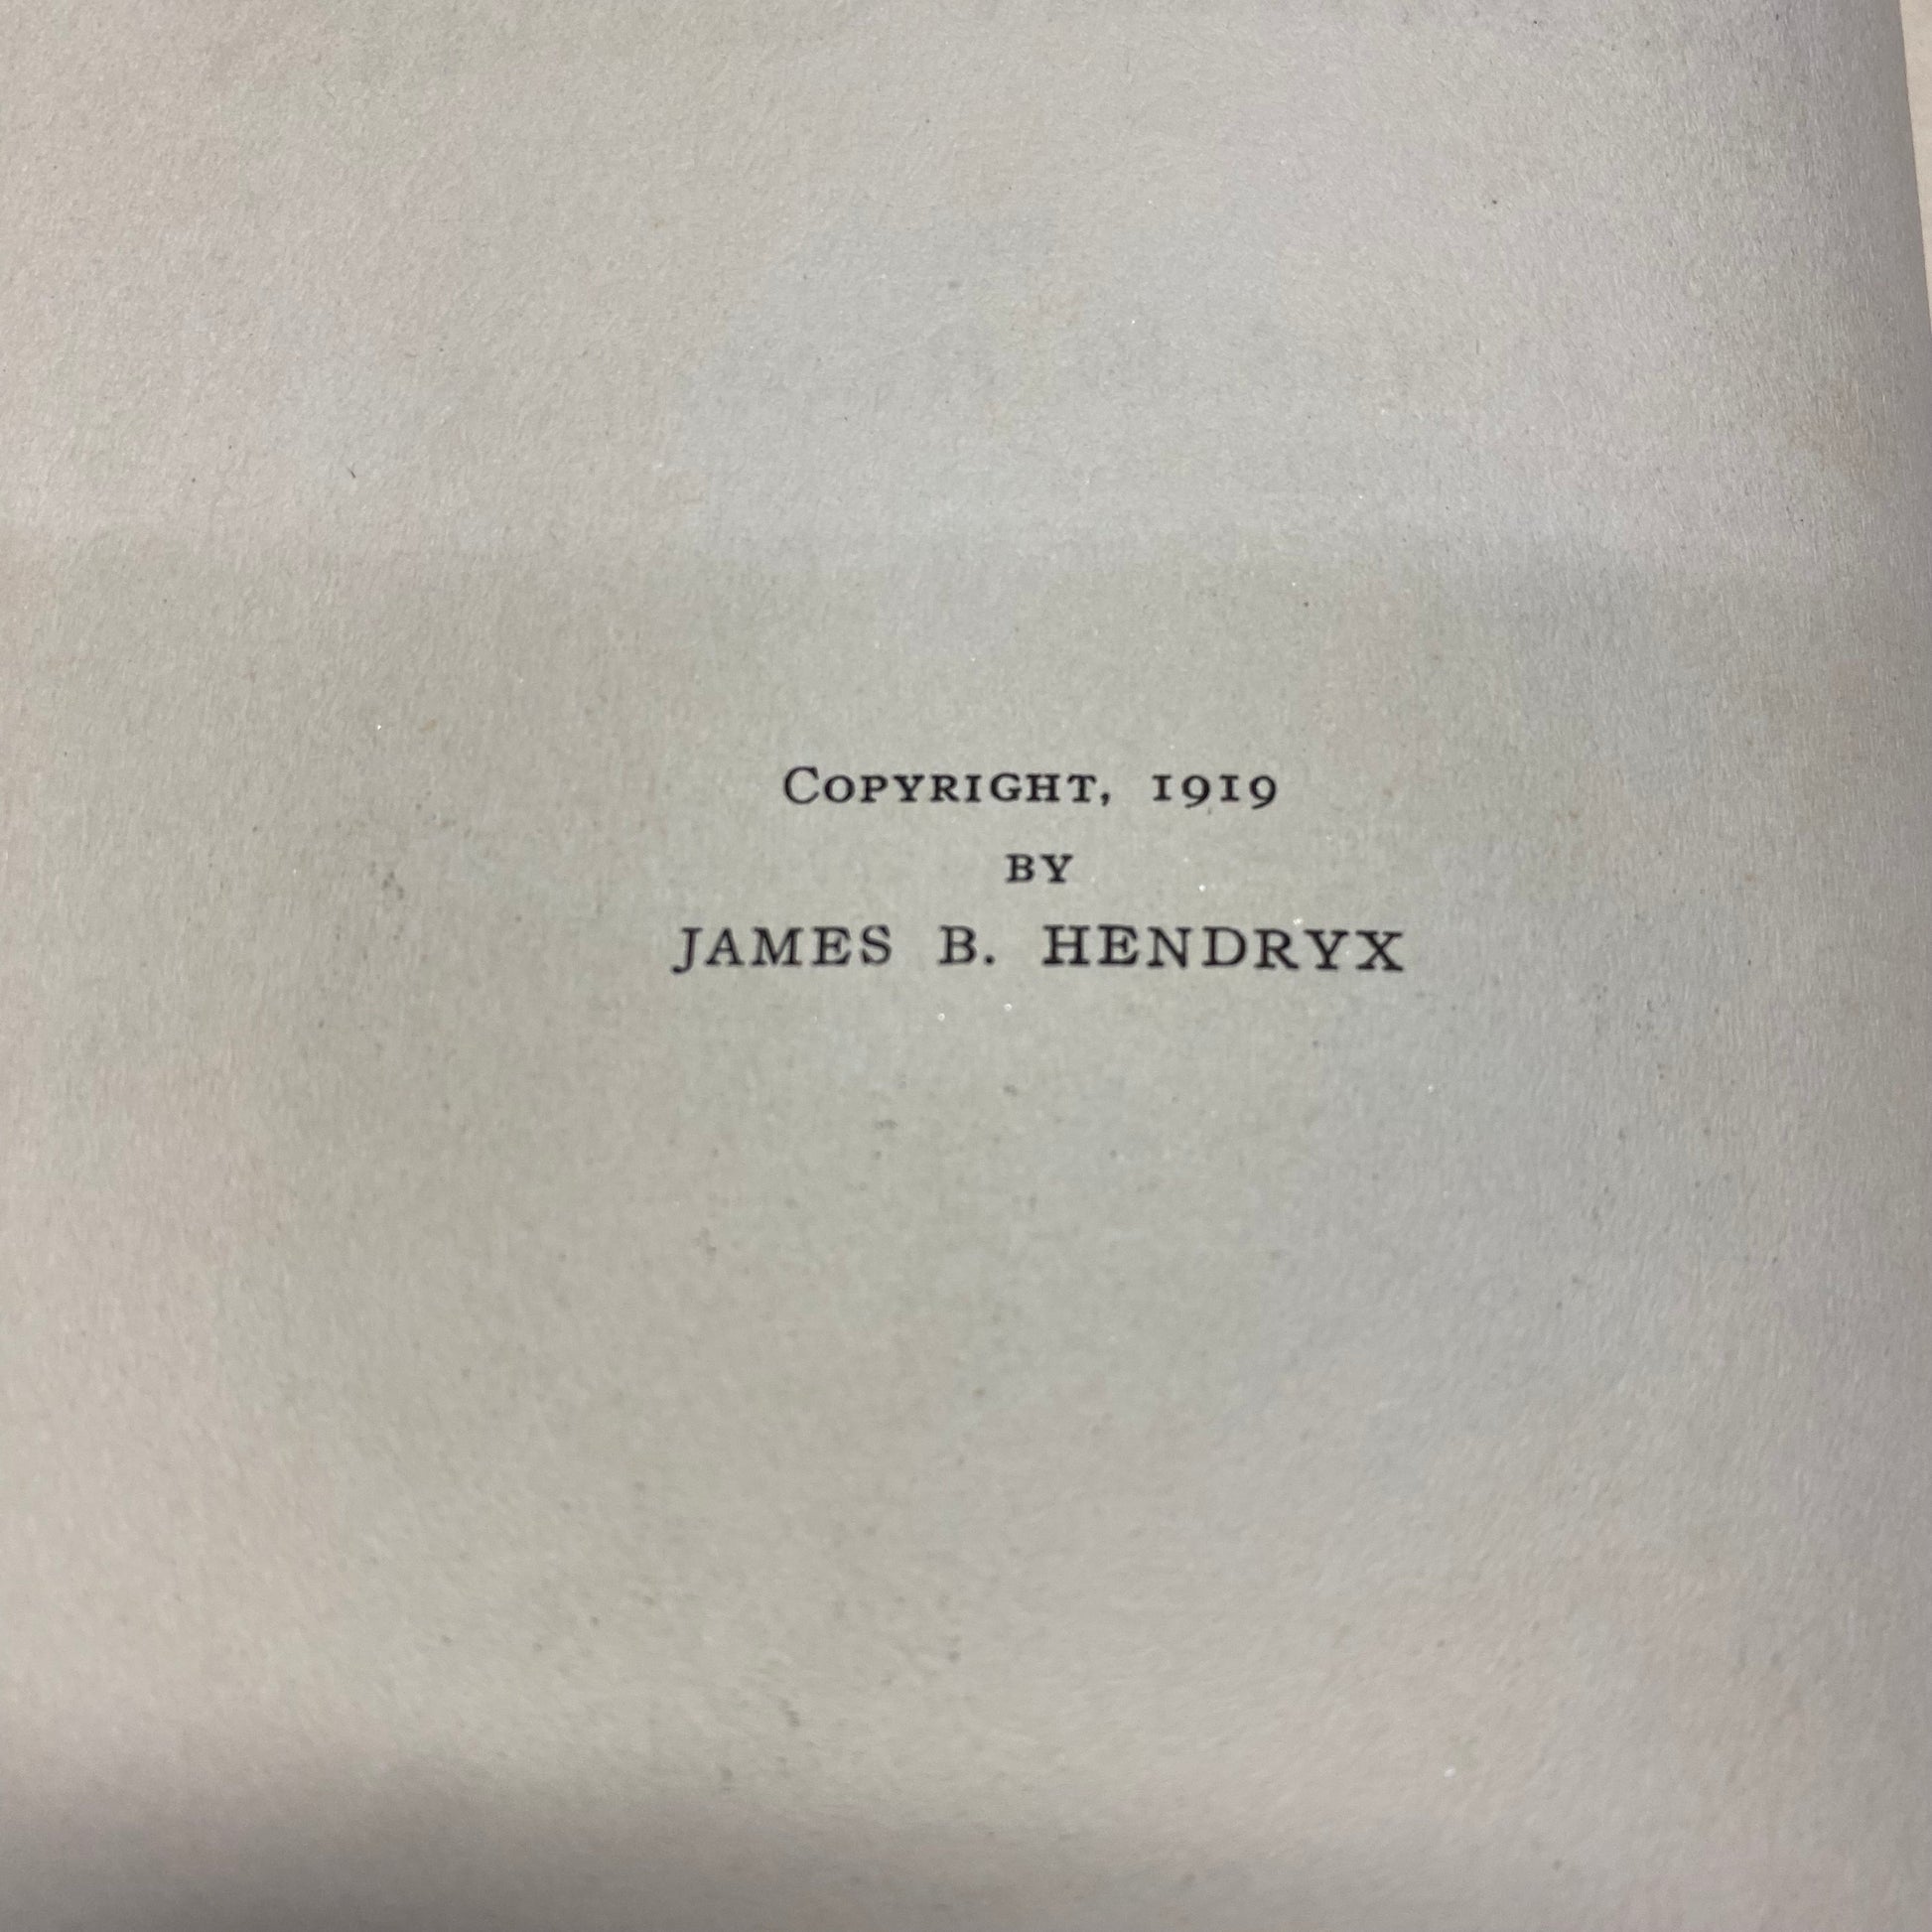 Copyright, 1919
BY
JAMES B. HENDRYX